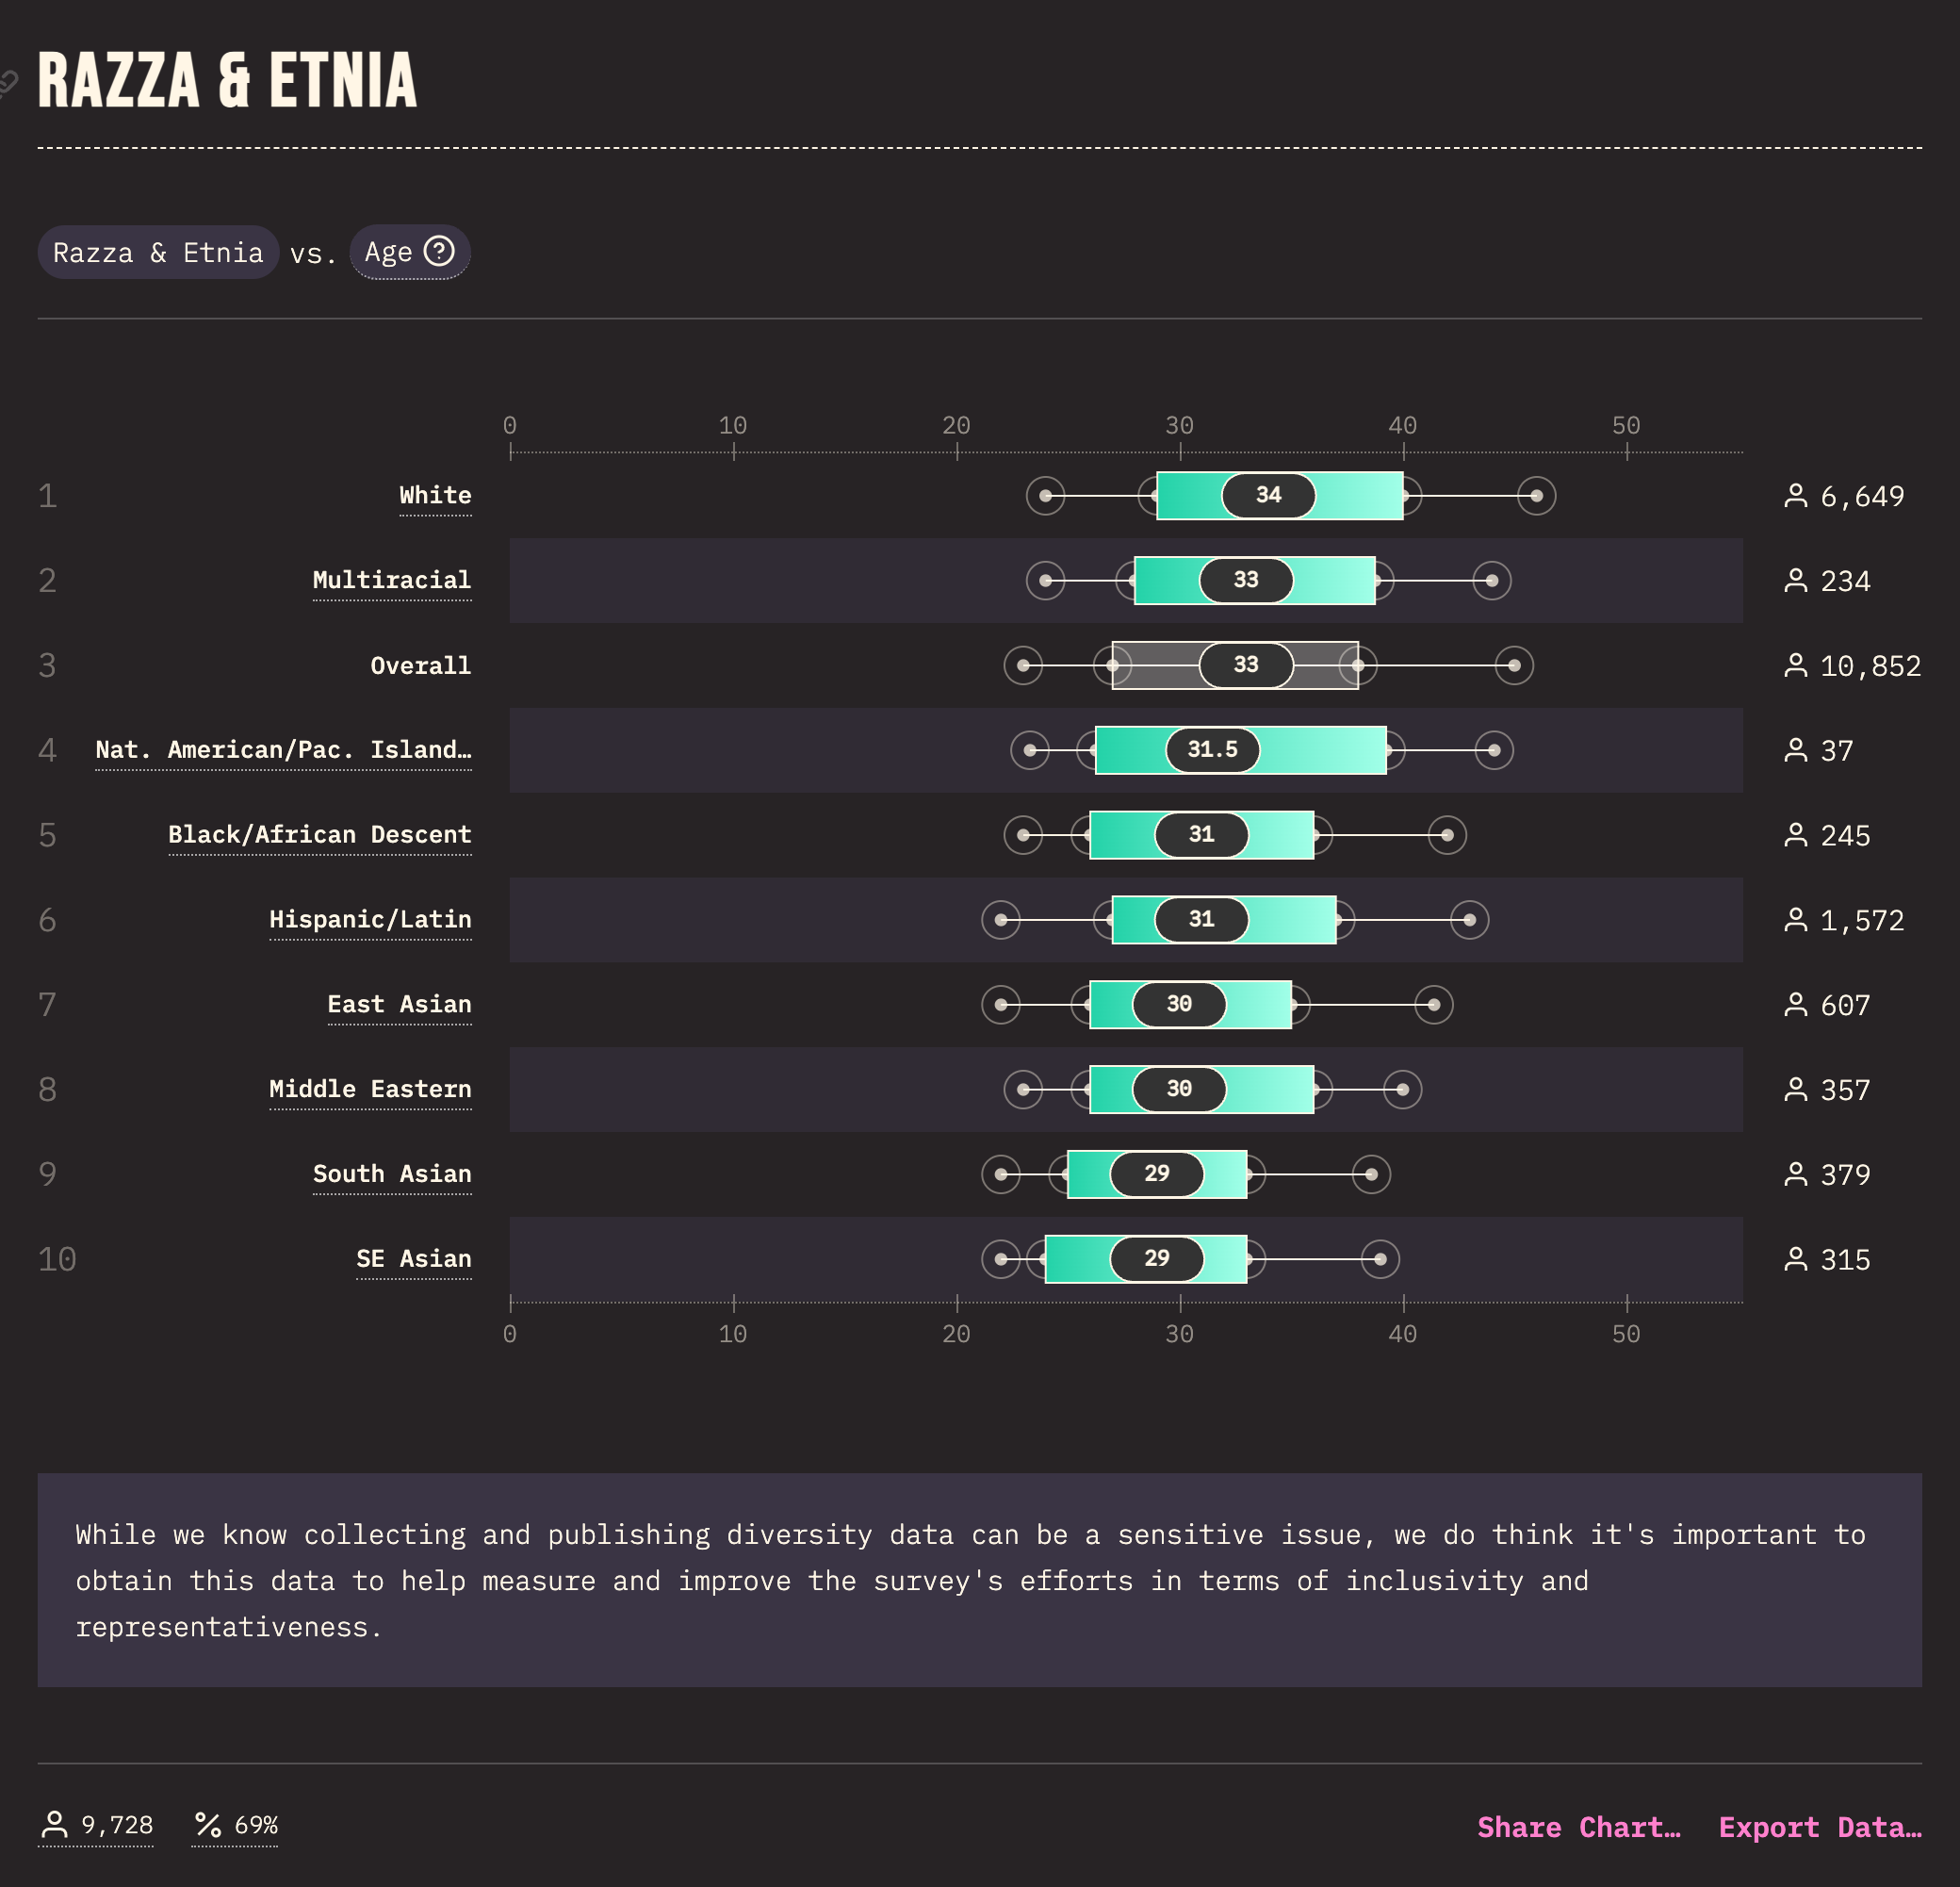 RAZZA & ETNIA
Razza & Etnia vs. Age
0 10 20 30 40 50
1 White 34 6,649
2 Multiracial 33 234
3 Overall 33 10,852
4 Nat. American/Pac. Island… 31.5 37
5 Black/African Descent 31 245
6 Hispanic/Latin 31 1,572
7 East Asian 30 607
8 Middle Eastern 30 357
9 South Asian 29 379
10 SE Asian 29 315
0 10 20 30 40 50
While we know collecting and publishing diversity data can be a sensitive issue, we do think it's important to
obtain this data to help measure and improve the survey's efforts in terms of inclusivity and
representativeness.
9,728 69% Share Chart… Export Data…